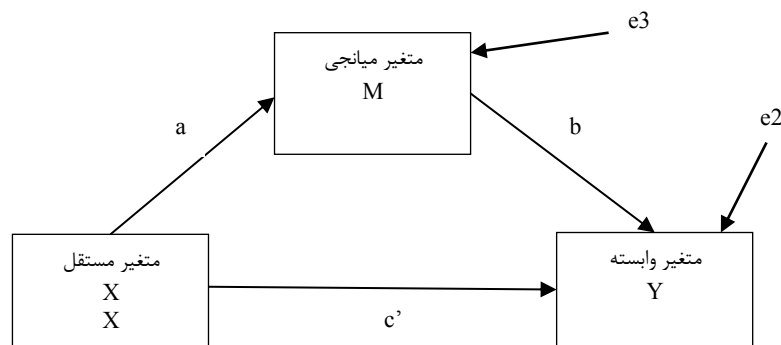 e3
متغیر میانجی
M
a
b
e2
متغیر مستقل
X
X
متغیر وابسته
Y
c’